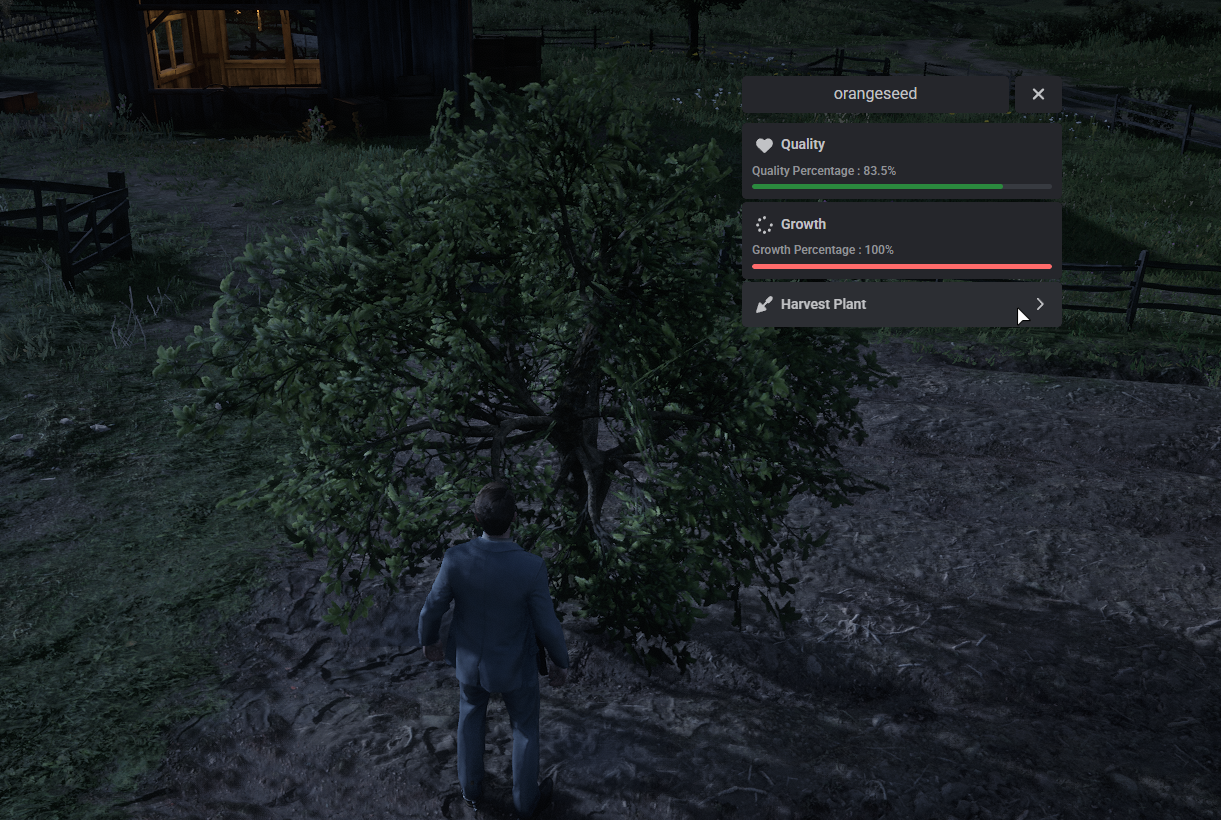 orangeseed
Quality
Quality Percentage : 83.5%
Growth
Growth Percentage : 100%
Harvest Plant